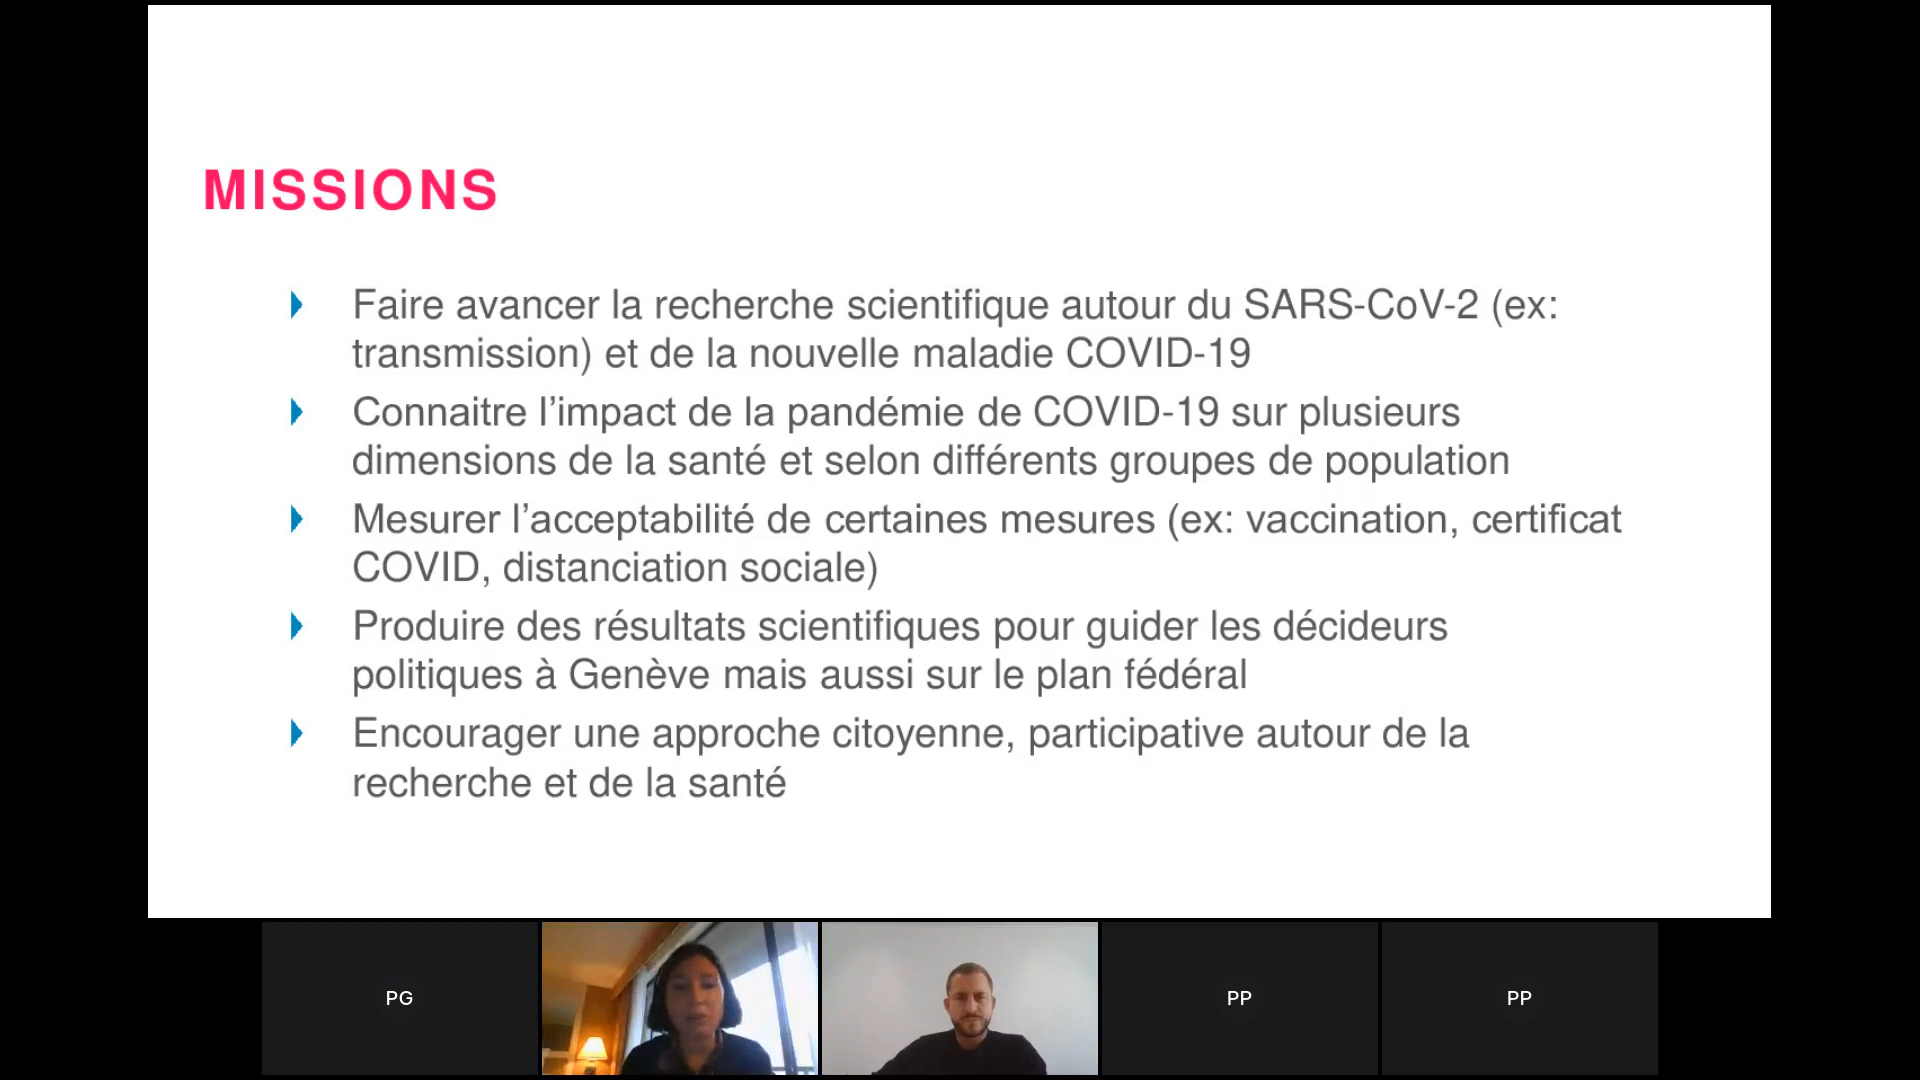 MISSIONS
Faire avancer la recherche scientifique autour du SARS-CoV-2 (ex:
transmission) et de la nouvelle maladie COVID-19
Connaitre l’impact de la pandémie de COVID-19 sur plusieurs
dimensions de la santé et selon différents groupes de population
Mesurer l’acceptabilité de certaines mesures (ex: vaccination, certificat
COVID, distanciation sociale)
Produire des résultats scientifiques pour guider les décideurs
politiques à Genève mais aussi sur le plan fédéral
Encourager une approche citoyenne, participative autour de la
recherche et de la santé
PG
PP
PP